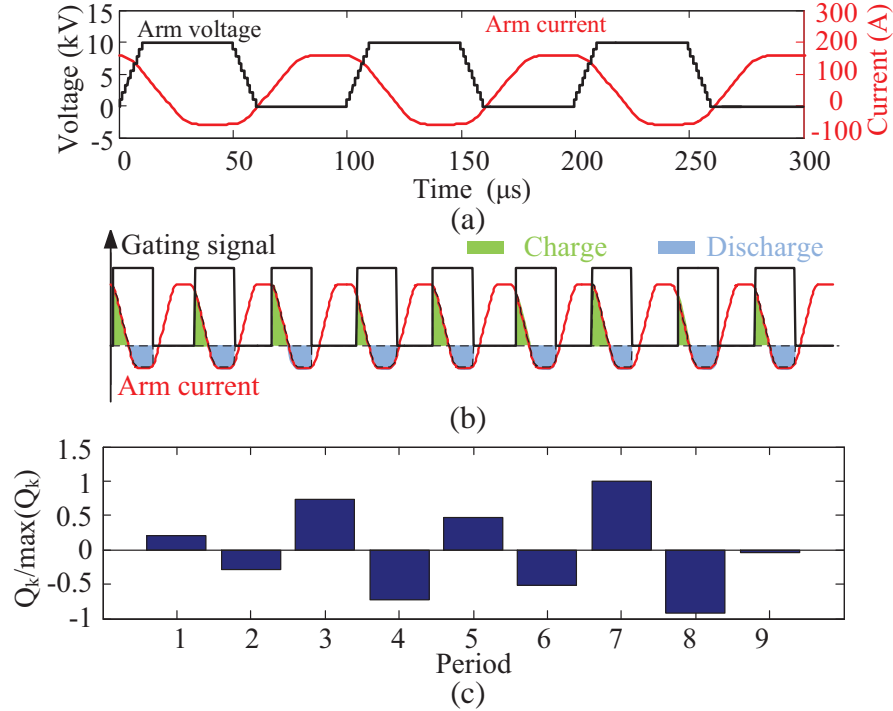 (a)
Arm voltage
Arm current
Voltage (kV)
15
10
5
0
-5
300
200
100
0
-100
Current (A)
0
50
100
150
200
250
300
Time (μs)
Gating signal
Charge
Discharge
Arm current
(b)
Qk/max(Qk)
1.5
1
0.5
0
-0.5
-1
1
2
3
4
5
6
7
8
9
Period
(c)